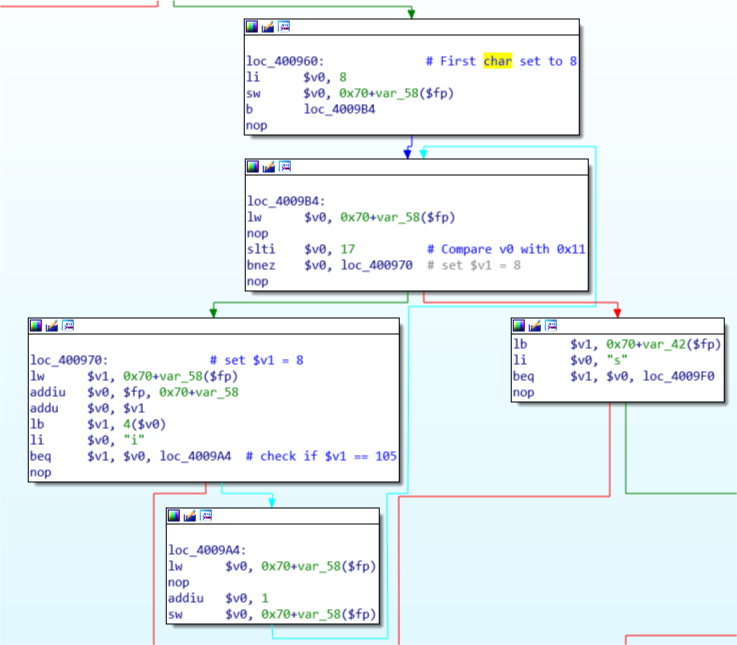 loc_400960: # First char set to 8
li $v0, 8
sw $v0, 0x70+var_58($fp)
b loc_4009B4
nop
loc_4009B4:
lw $v0, 0x70+var_58($fp)
nop
slti $v0, 17 # Compare v0 with 0x11
bnez $v0, loc_400970 # set $v1 = 8
nop
loc_400970: # set $v1 = 8
lw $v1, 0x70+var_58($fp)
addiu $v0, $fp, 0x70+var_58
addu $v0, $v1
lb $v1, 4($v0)
li $v0, "i"
beq $v1, $v0, loc_4009A4 # check if $v1 == 105
nop
lb $v1, 0x70+var_42($fp)
li $v0, "s"
beq $v1, $v0, loc_4009F0
nop
loc_4009A4:
lw $v0, 0x70+var_58($fp)
nop
addiu $v0, 1
sw $v0, 0x70+var_58($fp)